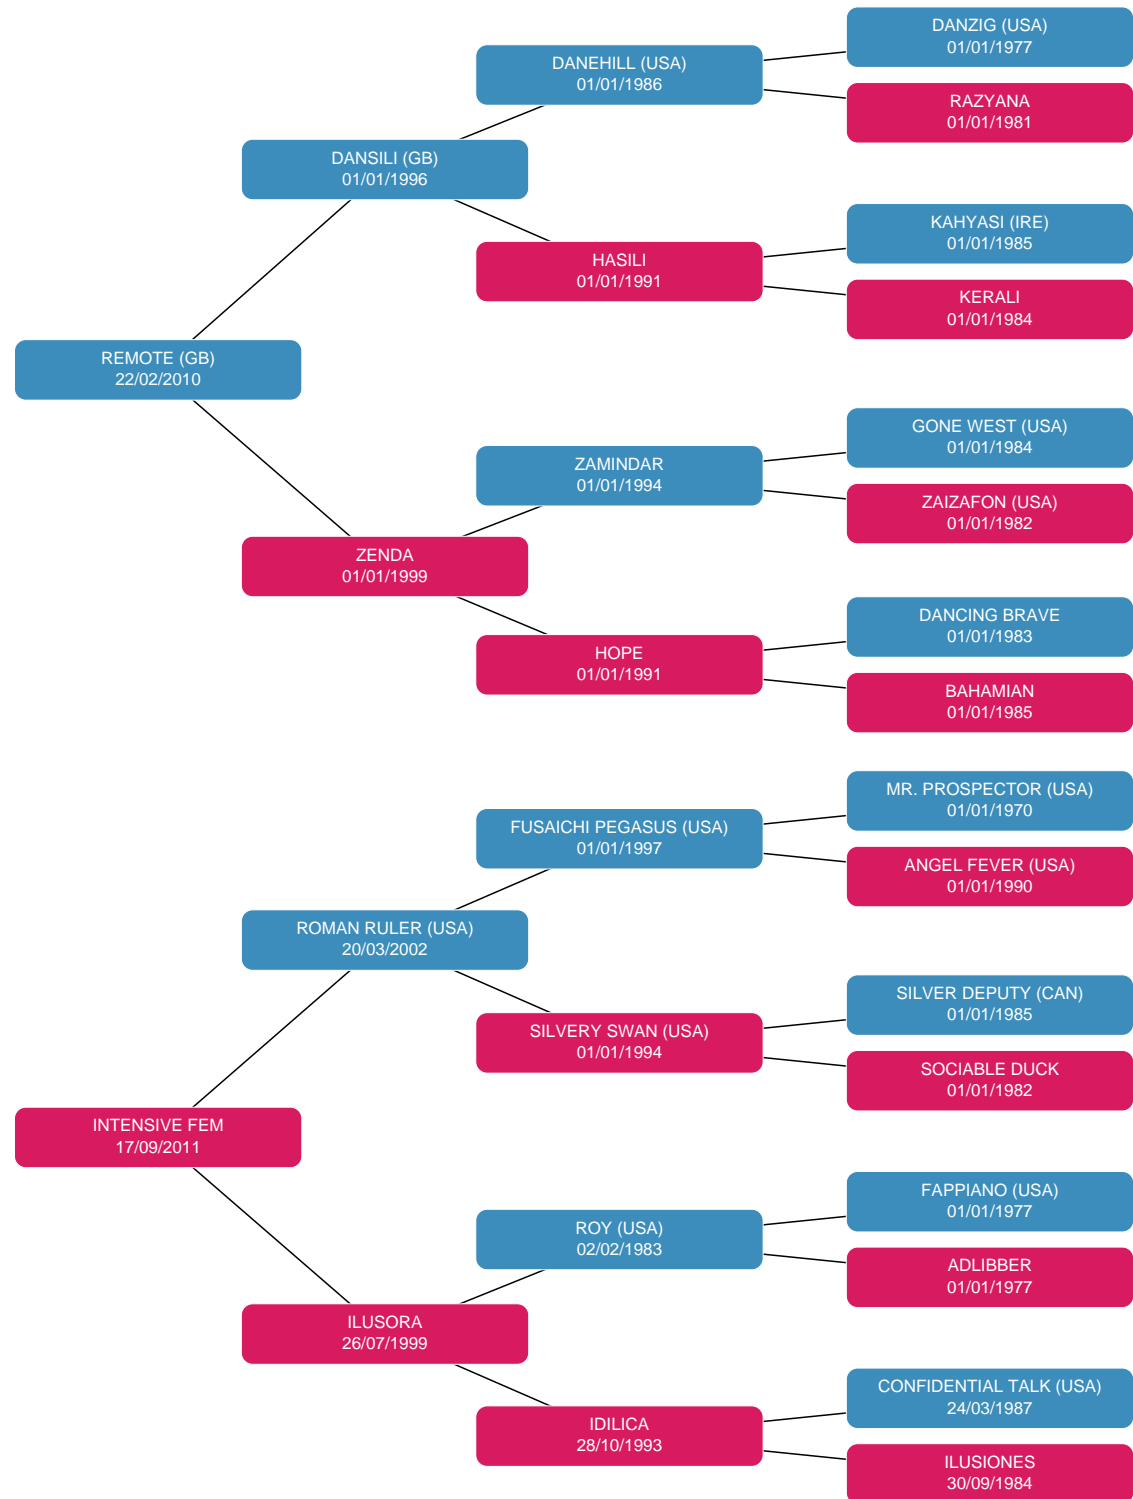 DANZIG (USA)
01/01/1977
DANEHILL (USA)
01/01/1986
RAZYANA
01/01/1981
DANSILI (GB)
01/01/1996
KAHYASI (IRE)
01/01/1985
HASILI
01/01/1991
KERALI
01/01/1984
REMOTE (GB)
22/02/2010
GONE WEST (USA)
01/01/1984
ZAMINDAR
01/01/1994
ZAIZAFON (USA)
01/01/1982
ZENDA
01/01/1999
DANCING BRAVE
01/01/1983
HOPE
01/01/1991
BAHAMIAN
01/01/1985
MR. PROSPECTOR (USA)
01/01/1970
FUSAICHI PEGASUS (USA)
01/01/1997
ANGEL FEVER (USA)
01/01/1990
ROMAN RULER (USA)
20/03/2002
SILVER DEPUTY (CAN)
01/01/1985
SILVERY SWAN (USA)
01/01/1994
SOCIABLE DUCK
01/01/1982
INTENSIVE FEM
17/09/2011
FAPPIANO (USA)
01/01/1977
ROY (USA)
02/02/1983
ADLIBBER
01/01/1977
ILUSORA
26/07/1999
CONFIDENTIAL TALK (USA)
24/03/1987
IDILICA
28/10/1993
ILUSIONES
30/09/1984